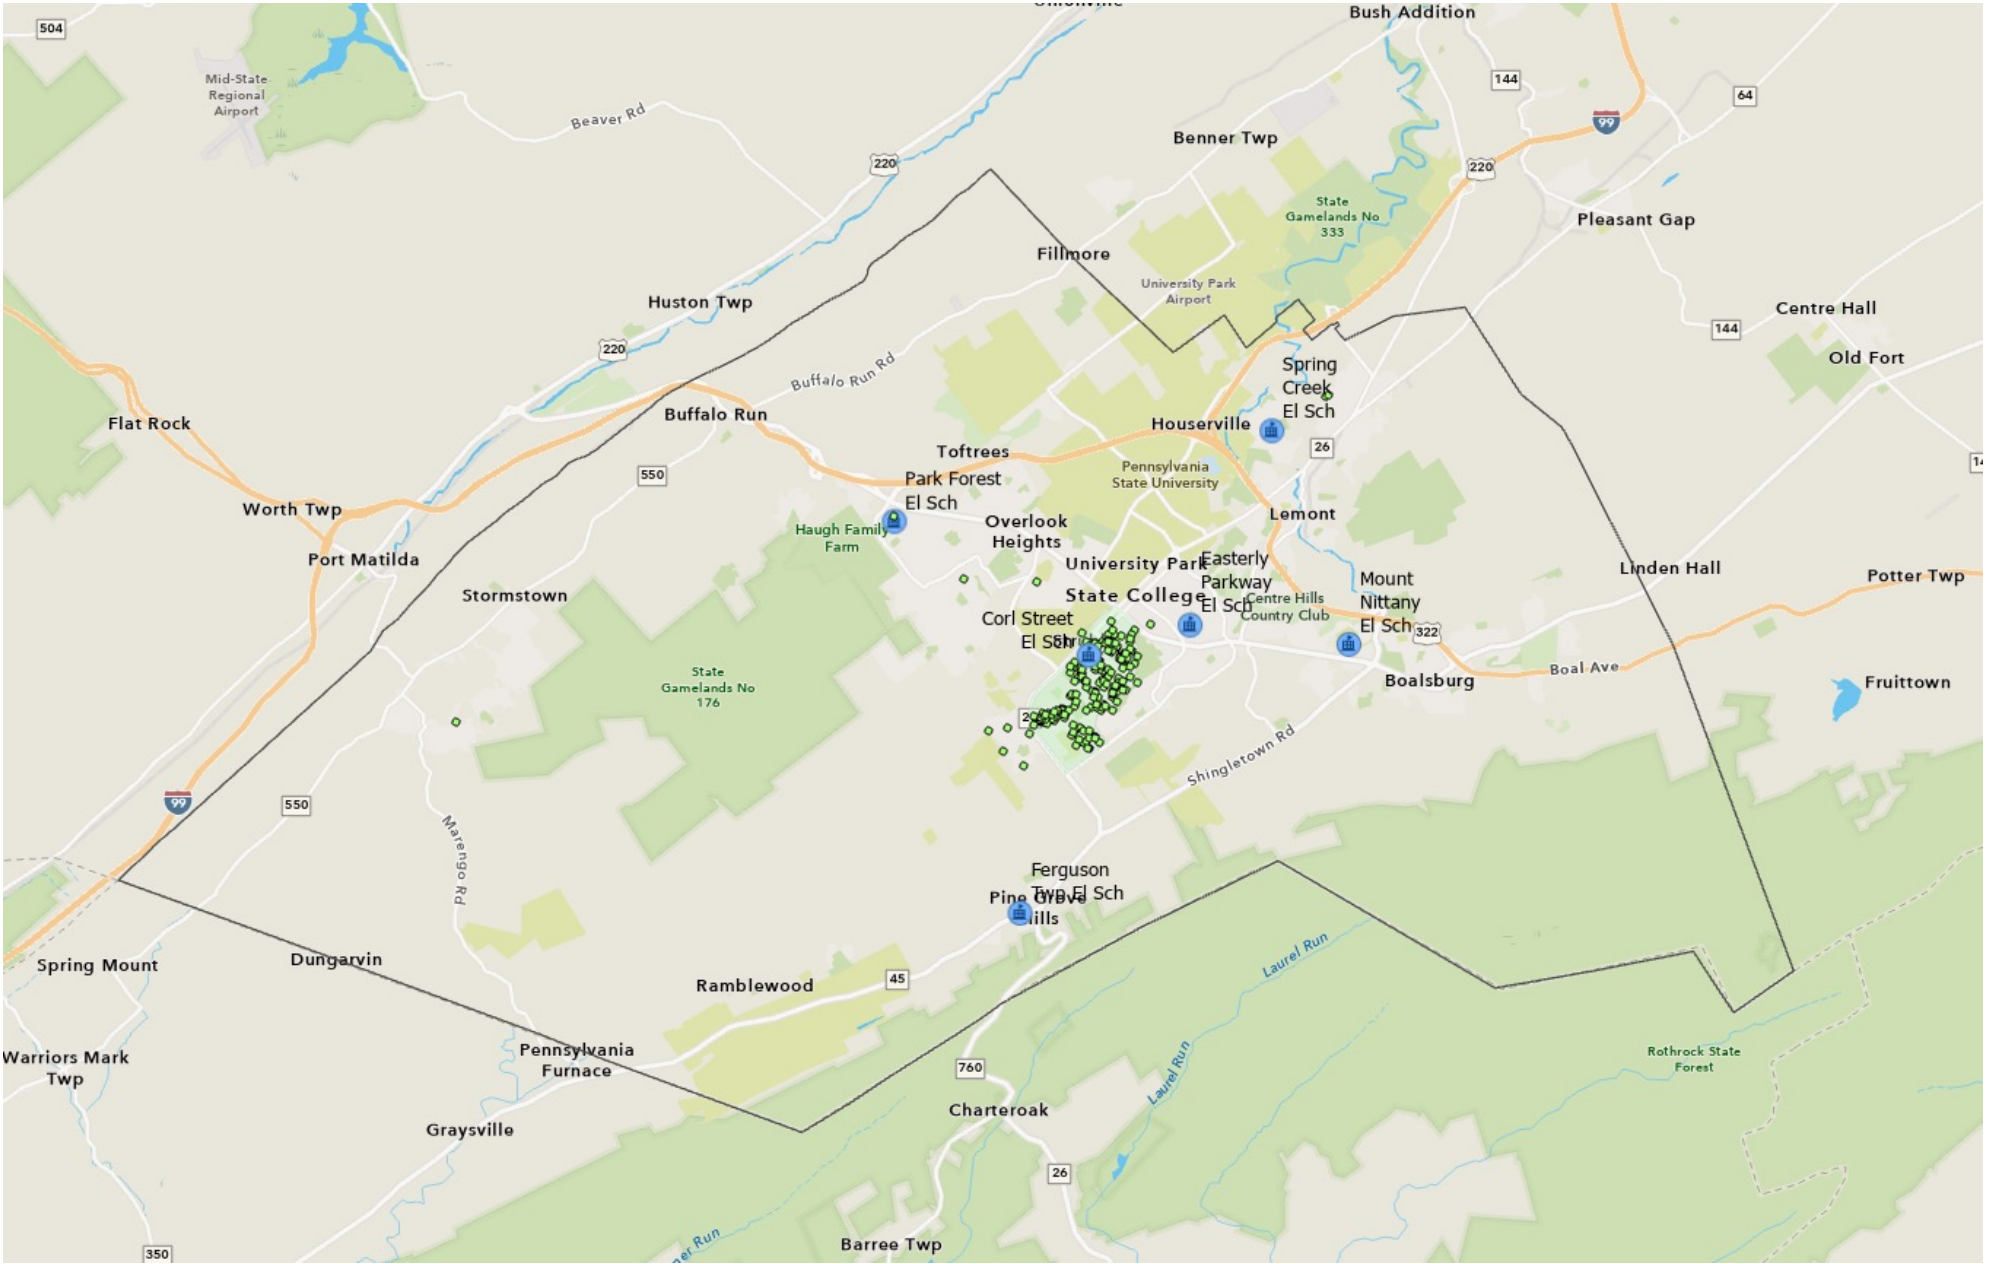 504
Bush Addition
Mid-State
Regional
Airport
144
64
Beaver Rd
99
Benner Twp
220
220
State
Gamelands No
333
Pleasant Gap
Fillmore
University Park
Airport
Huston Twp
Centre Hall
144
220
Old Fort
Buffalo Run Rd
Spring
Creek
El Sch
Buffalo Run
Flat Rock
Houserville
26
Toftrees
Pennsylvania
State University
550
Park Forest
El Sch
Worth Twp
Lemont
Haugh Family
Farm
Overlook
Heights
Port Matilda
University Park
Easterly
Parkway
El Sch
Linden Hall
Potter Twp
Mount
Nittany
El Sch
Stormstown
State College
Centre Hills
Country Club
Corl Street
El Sch
322
Boal Ave
State
Gamelands No
176
Boalsburg
Fruittown
Shingletown Rd
99
550
Marengo Rd
Ferguson
Twp El Sch
Pine Grove
Mills
Spring Mount
Dungarvin
Ramblewood
45
Laurel Run
Pennsylvania
Furnace
Warriors Mark
Twp
760
Laurel Run
Rothrock State
Forest
Graysville
Charteroak
26
Barree Twp
350